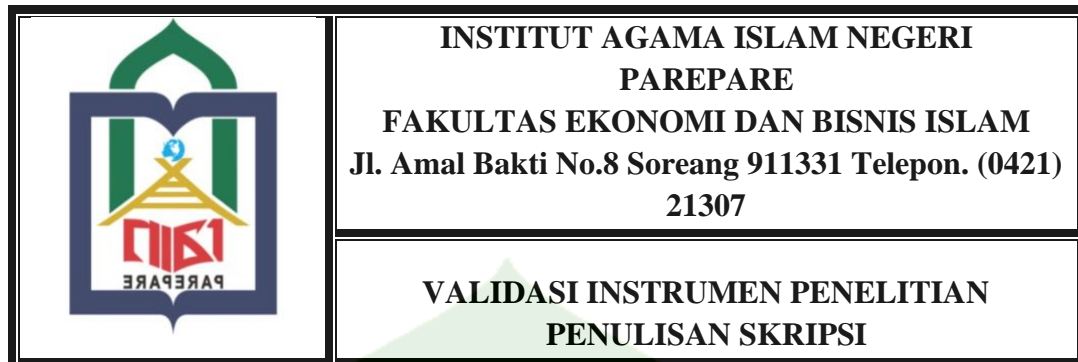 INSTITUT AGAMA ISLAM NEGERI
PAREPARE
FAKULTAS EKONOMI DAN BISNIS ISLAM
Jl. Amal Bakti No.8 Soreang 911331 Telepon. (0421)
21307
IAIN
PAREPARE
VALIDASI INSTRUMEN PENELITIAN
PENULISAN SKRIPSI